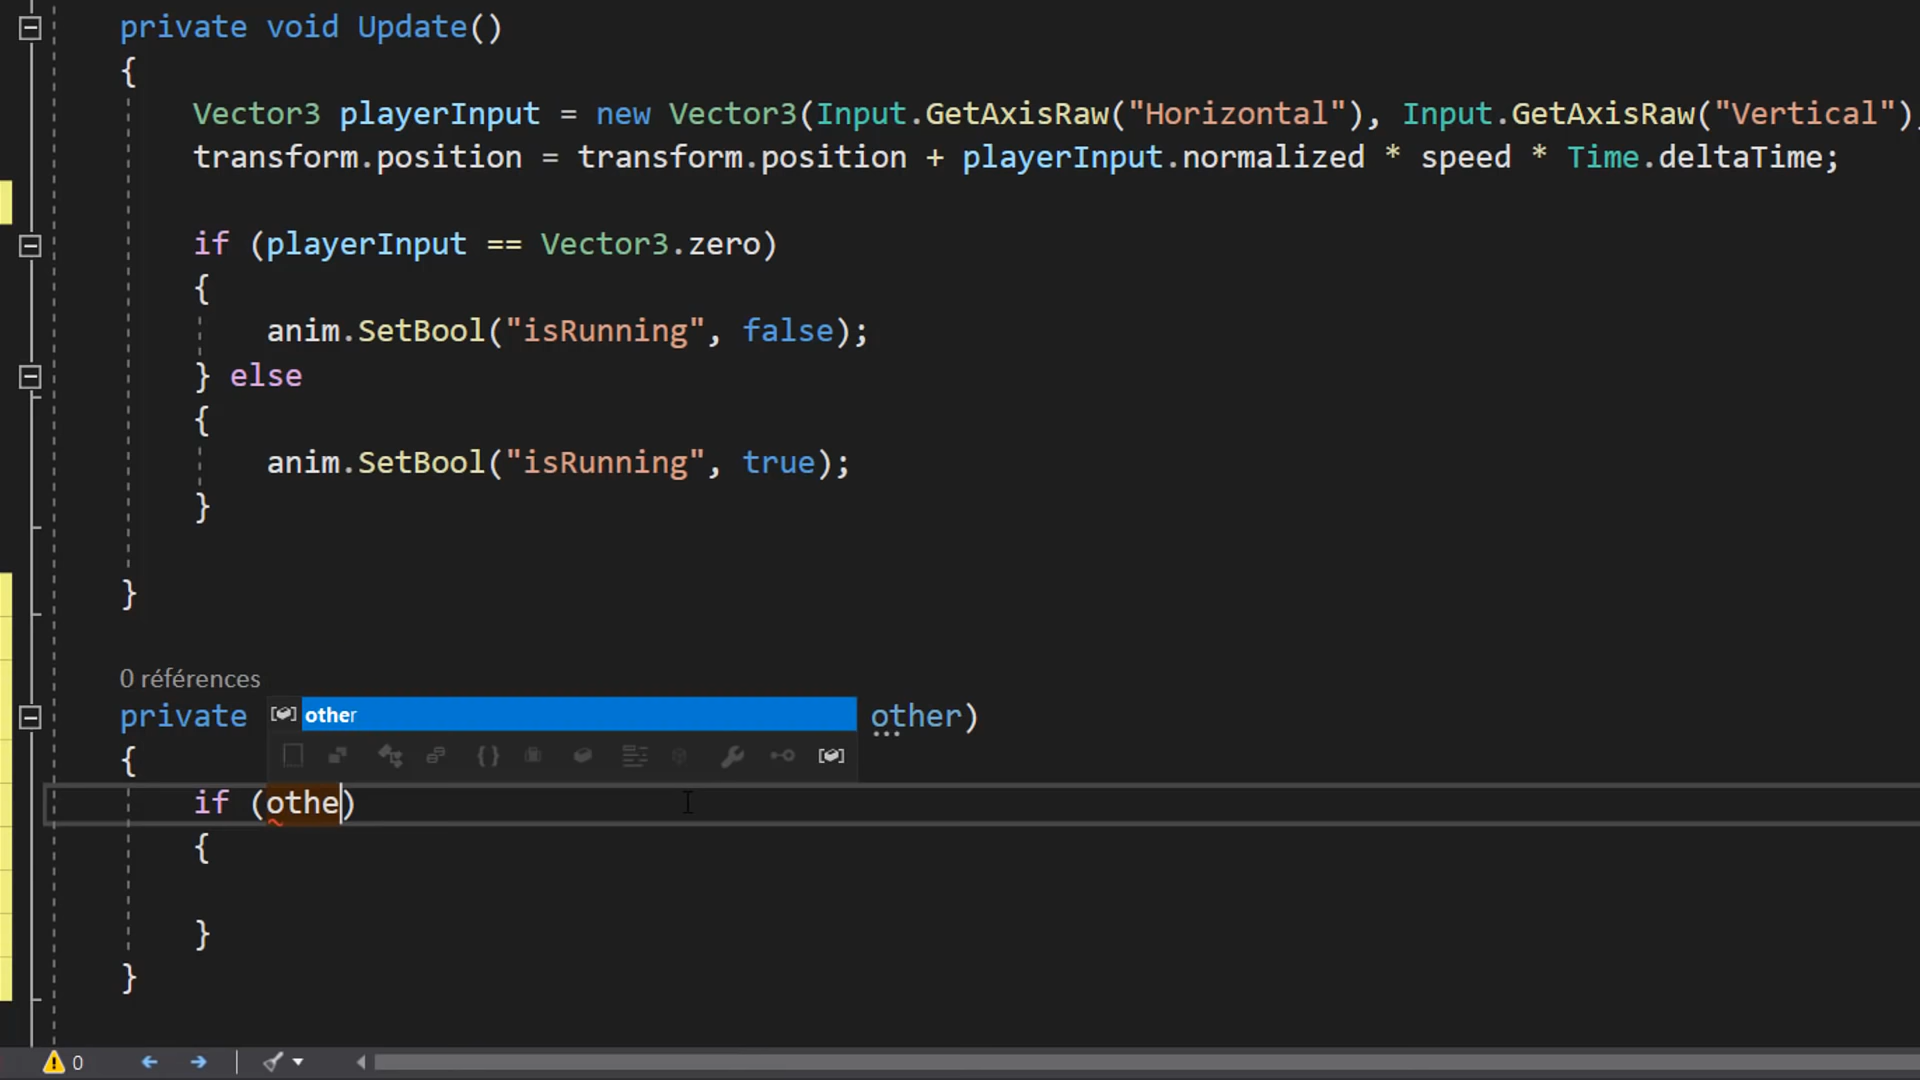 private void Update()
{
Vector3 playerInput = new Vector3(Input.GetAxisRaw("Horizontal"), Input.GetAxisRaw("Vertical")
transform.position = transform.position + playerInput.normalized * speed * Time.deltaTime;
if (playerInput == Vector3.zero)
{
anim.SetBool("isRunning", false);
} else
{
anim.SetBool("isRunning", true);
}
}
0 références
private other other)
{
if (othe)
{
}
}
0